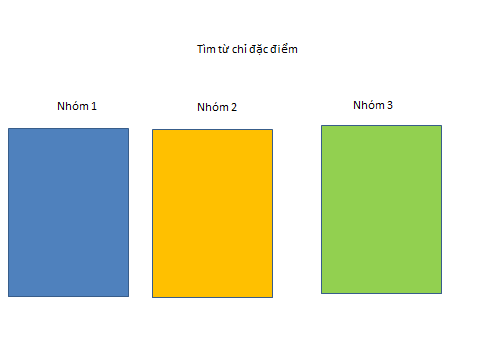 Tìm từ chỉ đặc điểm
Nhóm 1
Nhóm 2
Nhóm 3